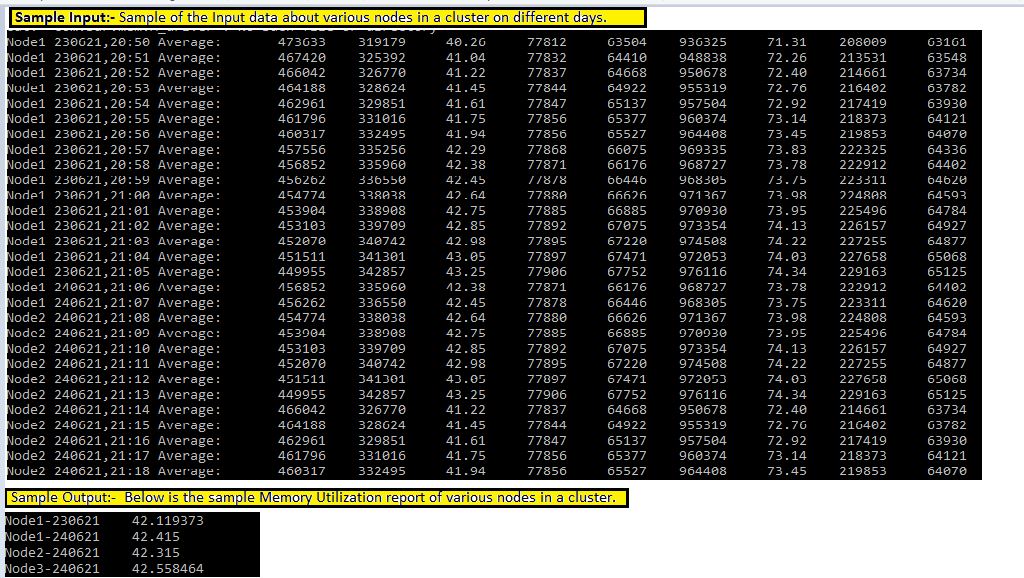 Sample Input:- Sample of the Input data about various nodes in a cluster on different days.
Node1 230621,20:50 Average: 473633 319179 40.26 77812 63504 936325 71.31 208009 63161
Node1 230621,20:51 Average: 467420 325392 41.04 77832 64410 948838 72.26 213531 63548
Node1 230621,20:52 Average: 466042 326770 41.22 77837 64668 950678 72.40 214661 63734
Node1 230621,20:53 Average: 464188 328624 41.45 77844 64922 955319 72.76 216402 63782
Node1 230621,20:54 Average: 462961 329851 41.61 77847 65137 957504 72.92 217419 63930
Node1 230621,20:55 Average: 461796 331016 41.75 77856 65377 960374 73.14 218373 64121
Node1 230621,20:56 Average: 460317 332495 41.94 77856 65527 964408 73.45 219853 64070
Node1 230621,20:57 Average: 457556 335256 42.29 77868 66075 969335 73.83 222325 64336
Node1 230621,20:58 Average: 456852 335960 42.38 77871 66176 968727 73.78 222912 64402
Node1 230621,20:59 Average: 456262 336550 42.45 77878 66446 968305 73.75 223311 64620
Node1 230621,21:00 Average: 454774 338038 42.64 77880 66626 971367 73.98 224808 64593
Node1 230621,21:01 Average: 453904 338908 42.75 77885 66885 970930 73.95 225496 64784
Node1 230621,21:02 Average: 453103 339709 42.85 77892 67075 973354 74.13 226157 64927
Node1 230621,21:03 Average: 452070 340742 42.98 77895 67220 974508 74.22 227255 64877
Node1 230621,21:04 Average: 451511 341301 43.05 77897 67471 972053 74.03 227658 65068
Node1 230621,21:05 Average: 449955 342857 43.25 77906 67752 976116 74.34 229163 65125
Node1 240621,21:06 Average: 456852 335960 42.38 77871 66176 968727 73.78 222912 64402
Node1 240621,21:07 Average: 456262 336550 42.45 77878 66446 968305 73.75 223311 64620
Node2 240621,21:08 Average: 454774 338038 42.64 77880 66626 971367 73.98 224808 64593
Node2 240621,21:09 Average: 453904 338908 42.75 77885 66885 970930 73.95 225496 64784
Node2 240621,21:10 Average: 453103 339709 42.85 77892 67075 973354 74.13 226157 64927
Node2 240621,21:11 Average: 452070 340742 42.98 77895 67220 974508 74.22 227255 64877
Node2 240621,21:12 Average: 451511 341301 43.05 77897 67471 972053 74.03 227658 65068
Node2 240621,21:13 Average: 449955 342857 43.25 77906 67752 976116 74.34 229163 65125
Node2 240621,21:14 Average: 466042 326770 41.22 77837 64668 950678 72.40 214661 63734
Node2 240621,21:15 Average: 464188 328624 41.45 77844 64922 955319 72.76 216402 63782
Node2 240621,21:16 Average: 462961 329851 41.61 77847 65137 957504 72.92 217419 63930
Node2 240621,21:17 Average: 461796 331016 41.75 77856 65377 960374 73.14 218373 64121
Node2 240621,21:18 Average: 460317 332495 41.94 77856 65527 964408 73.45 219853 64070
Sample Output:- Below is the sample Memory Utilization report of various nodes in a cluster.
Node1-230621 42.119373
Node1-240621 42.415
Node2-240621 42.315
Node3-240621 42.558464